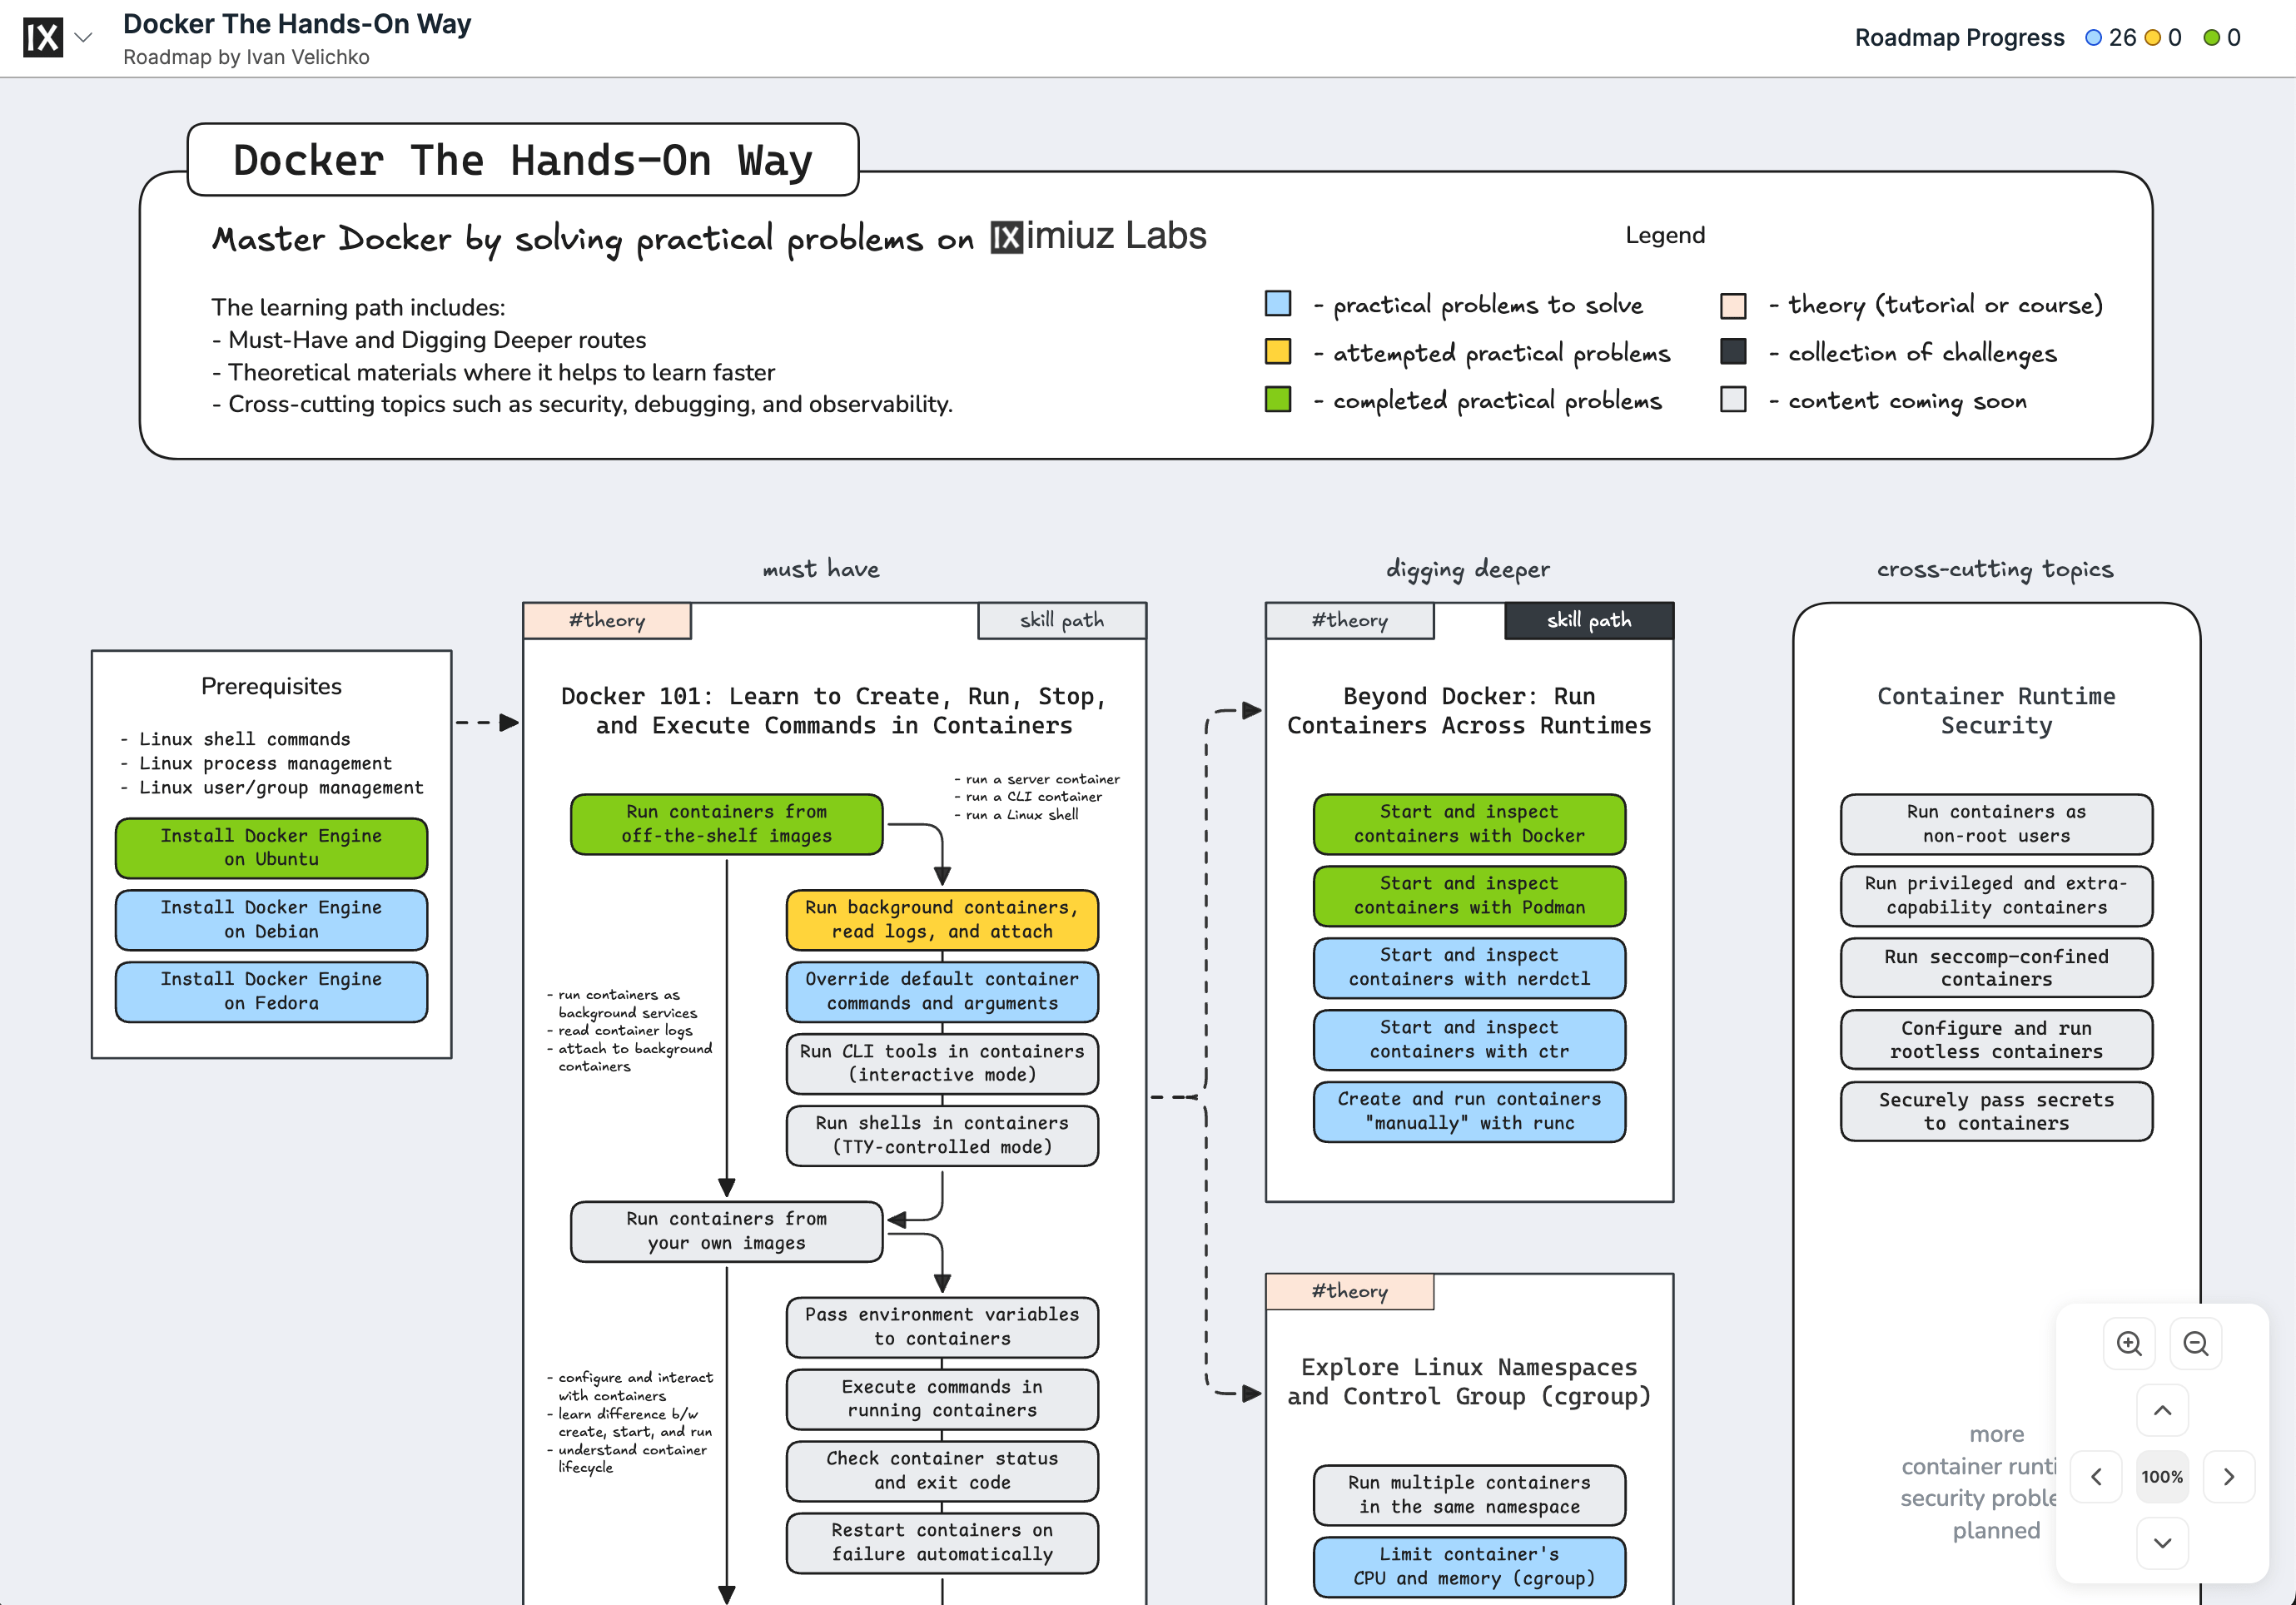 IX
Docker The Hands-On Way
Roadmap by Ivan Velichko
Roadmap Progress 26 0 0
Docker The Hands-On Way
Master Docker by solving practical problems on IX imiuz Labs
The learning path includes:
- Must-Have and Digging Deeper routes
- Theoretical materials where it helps to learn faster
- Cross-cutting topics such as security, debugging, and observability.
Legend
- practical problems to solve
- attempted practical problems
- completed practical problems
- theory (tutorial or course)
- collection of challenges
- content coming soon
Prerequisites
- Linux shell commands
- Linux process management
- Linux user/group management
Install Docker Engine
on Ubuntu
Install Docker Engine
on Debian
Install Docker Engine
on Fedora
must have
#theory
skill path
Docker 101: Learn to Create, Run, Stop,
and Execute Commands in Containers
Run containers from
off-the-shelf images
- run a server container
- run a CLI container
- run a Linux shell
Run background containers,
read logs, and attach
Override default container
commands and arguments
Run CLI tools in containers
(interactive mode)
Run shells in containers
(TTY-controlled mode)
- run containers as
background services
- read container logs
- attach to background
containers
Run containers from
your own images
Pass environment variables
to containers
Execute commands in
running containers
Check container status
and exit code
Restart containers on
failure automatically
- configure and interact
with containers
- learn difference b/w
create, start, and run
- understand container
lifecycle
digging deeper
#theory
skill path
Beyond Docker: Run
Containers Across Runtimes
Start and inspect
containers with Docker
Start and inspect
containers with Podman
Start and inspect
containers with nerdctl
Start and inspect
containers with ctr
Create and run containers
"manually" with runc
#theory
Explore Linux Namespaces
and Control Group (cgroup)
Run multiple containers
in the same namespace
Limit container's
CPU and memory (cgroup)
cross-cutting topics
Container Runtime
Security
Run containers as
non-root users
Run privileged and extra-
capability containers
Run seccomp-confined
containers
Configure and run
rootless containers
Securely pass secrets
to containers
more
container
security
planned
100%